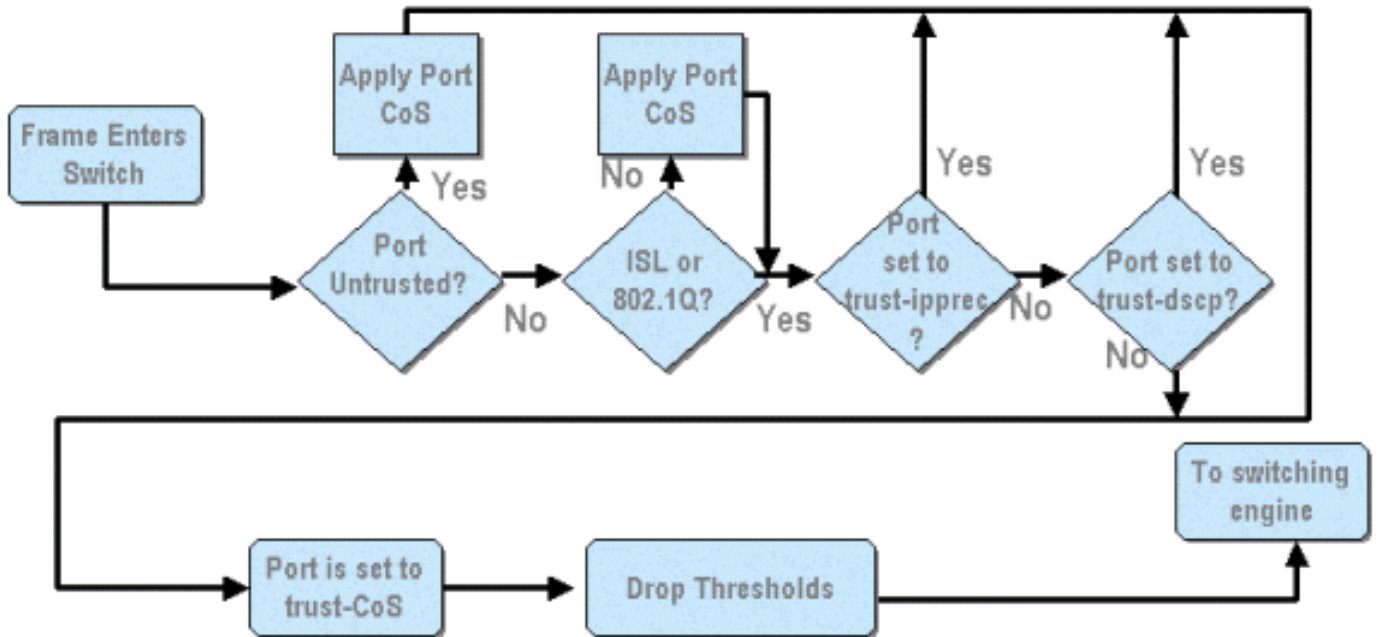 Frame Enters
Switch
Apply Port
CoS
Yes
Port
Untrusted?
No
Apply Port
CoS
No
ISL or
802.1Q?
Yes
Port
set to
trust-ipprec
?
Yes
No
Port set to
trust-dscp?
Yes
No
Port is set to
trust-CoS
Drop Thresholds
To switching
engine